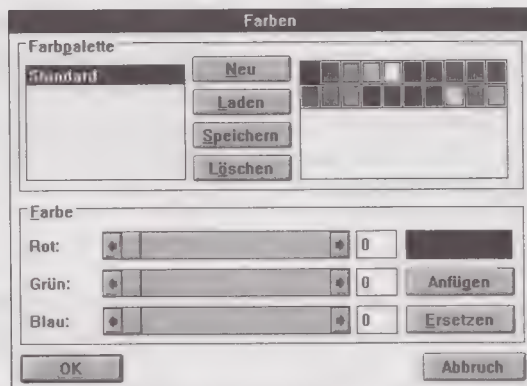 Farben
Farbpalette
Standard
Neu
Laden
Speichern
Löschen
Farbe
Rot: 0
Grün: 0 Anfügen
Blau: 0 Ersetzen
OK Abbruch